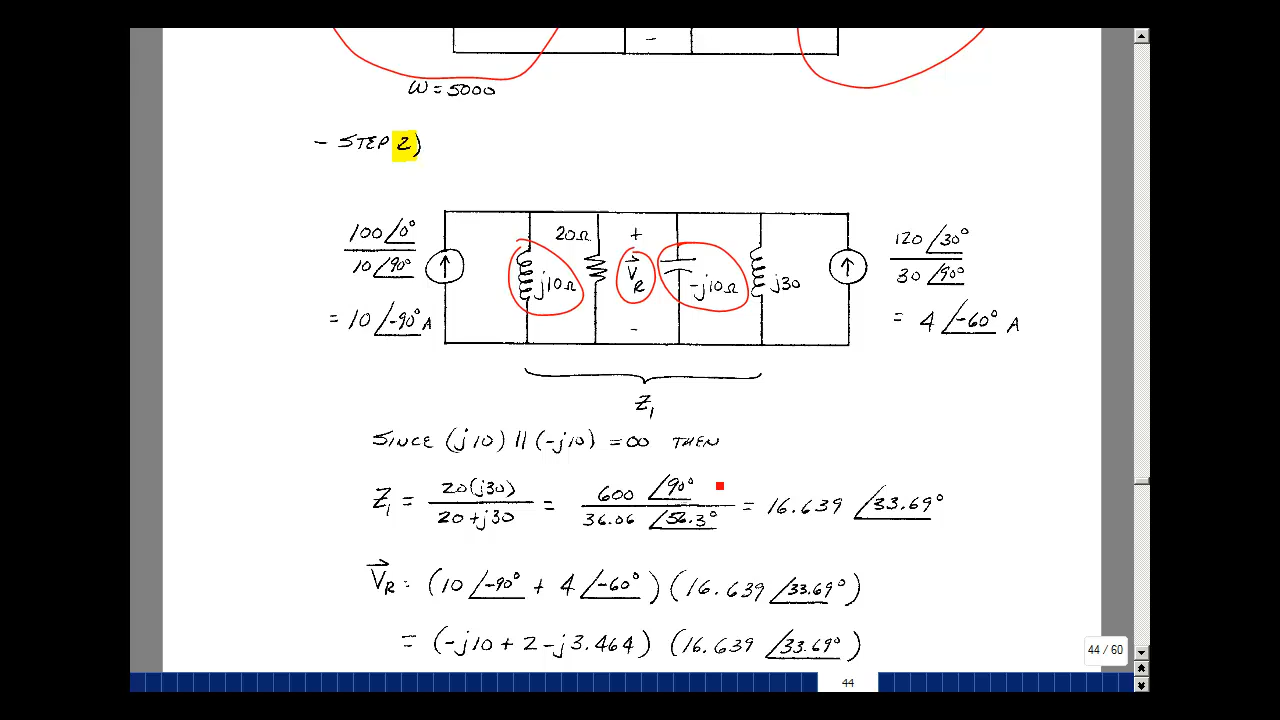 −
ω = 5000
- STEP 2)
100 ∠0° / 10 ∠90°
= 10 ∠-90° A
j10Ω
20Ω
+
V⃗R
−
-j10Ω
j30
120 ∠30° / 30 ∠90°
= 4 ∠-60° A
Z1
SINCE (j10) || (-j10) = ∞ THEN
Z1 = 20(j30) / 20+j30 = 600 ∠90° / 36.06 ∠56.3° = 16.639 ∠33.69°
V⃗R = (10 ∠-90° + 4 ∠-60°) (16.639 ∠33.69°)
= (-j10 + 2 - j3.464) (16.639 ∠33.69°)
44 / 60
44